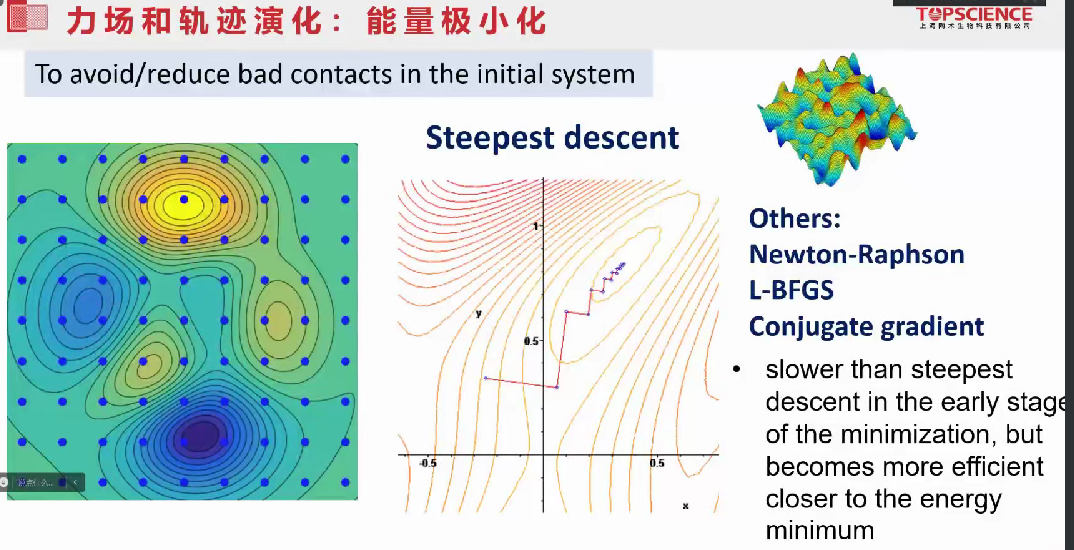 力场和轨迹演化：能量极小化
TOPSCIENCE
上海陶术生物科技有限公司
To avoid/reduce bad contacts in the initial system
Steepest descent
1
y
0.5
-0.5
0.5
x
Others:
Newton-Raphson
L-BFGS
Conjugate gradient
• slower than steepest
descent in the early stage
of the minimization, but
becomes more efficient
closer to the energy
minimum